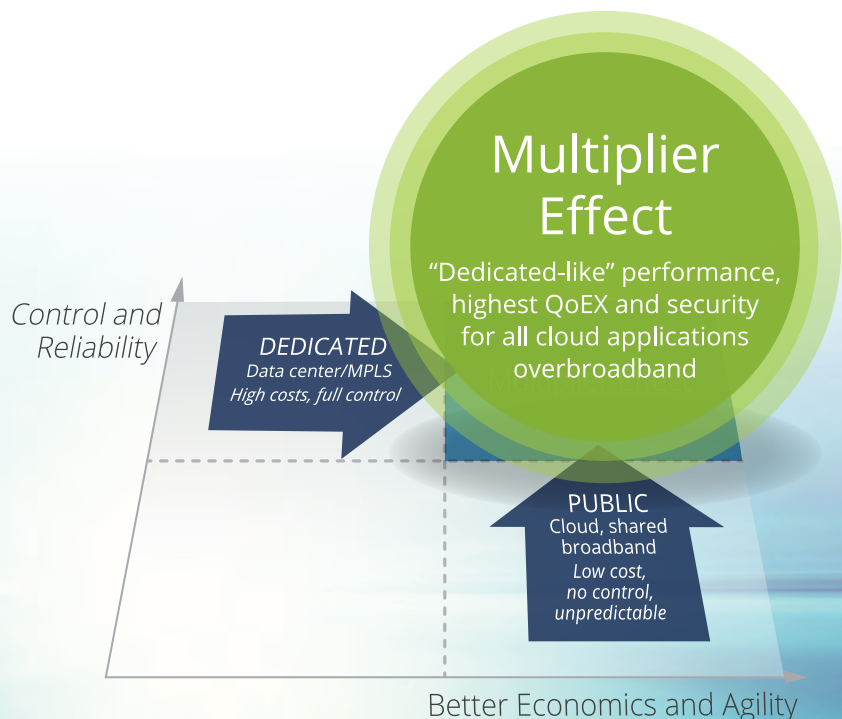 Multiplier
Effect
“Dedicated-like” performance,
highest QoEX and security
for all cloud applications
overbroadband
Control and
Reliability
DEDICATED
Data center/MPLS
High costs, full control
PUBLIC
Cloud, shared
broadband
Low cost,
no control,
unpredictable
Better Economics and Agility